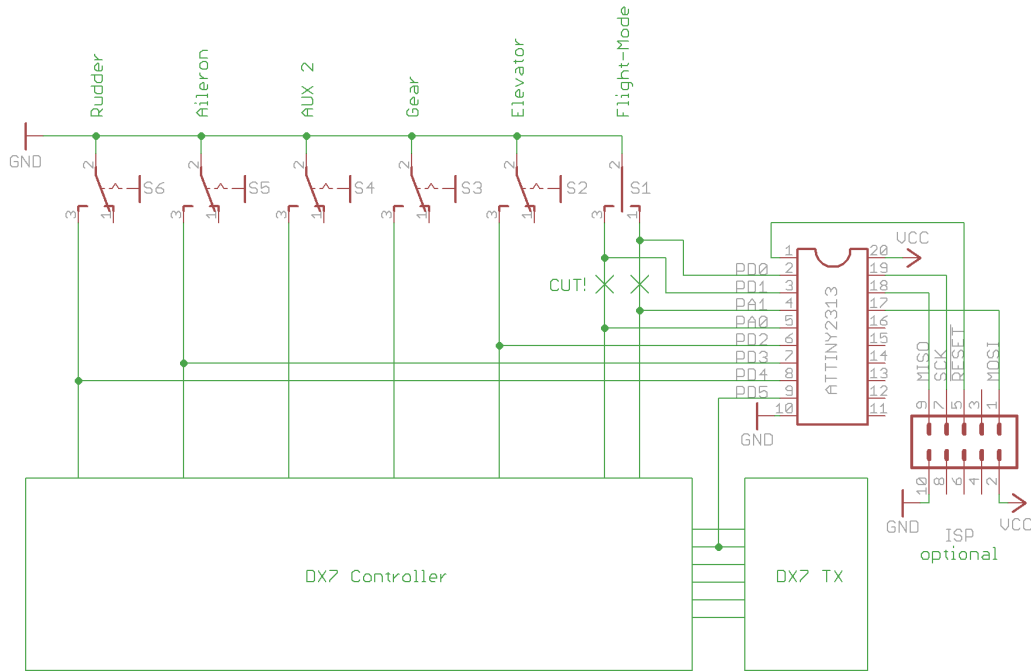 Rudder
Aileron
AUX 2
Gear
Elevator
Flight-Mode
GND
2
2
2
2
2
2
S6
S5
S4
S3
S2
S1
3 1
3 1
3 1
3 1
3 1
3 1
CUT!
PD0
PD1
PA1
PA0
PD2
PD3
PD4
PD5
1
2
3
4
5
6
7
8
9
10
ATTINY2313
20
19
18
17
16
15
14
13
12
11
VCC
GND
MISO
SCK
RESET
MOSI
9 7 5 3 1
10 8 6 4 2
GND
VCC
ISP
optional
DX7 Controller
DX7 TX